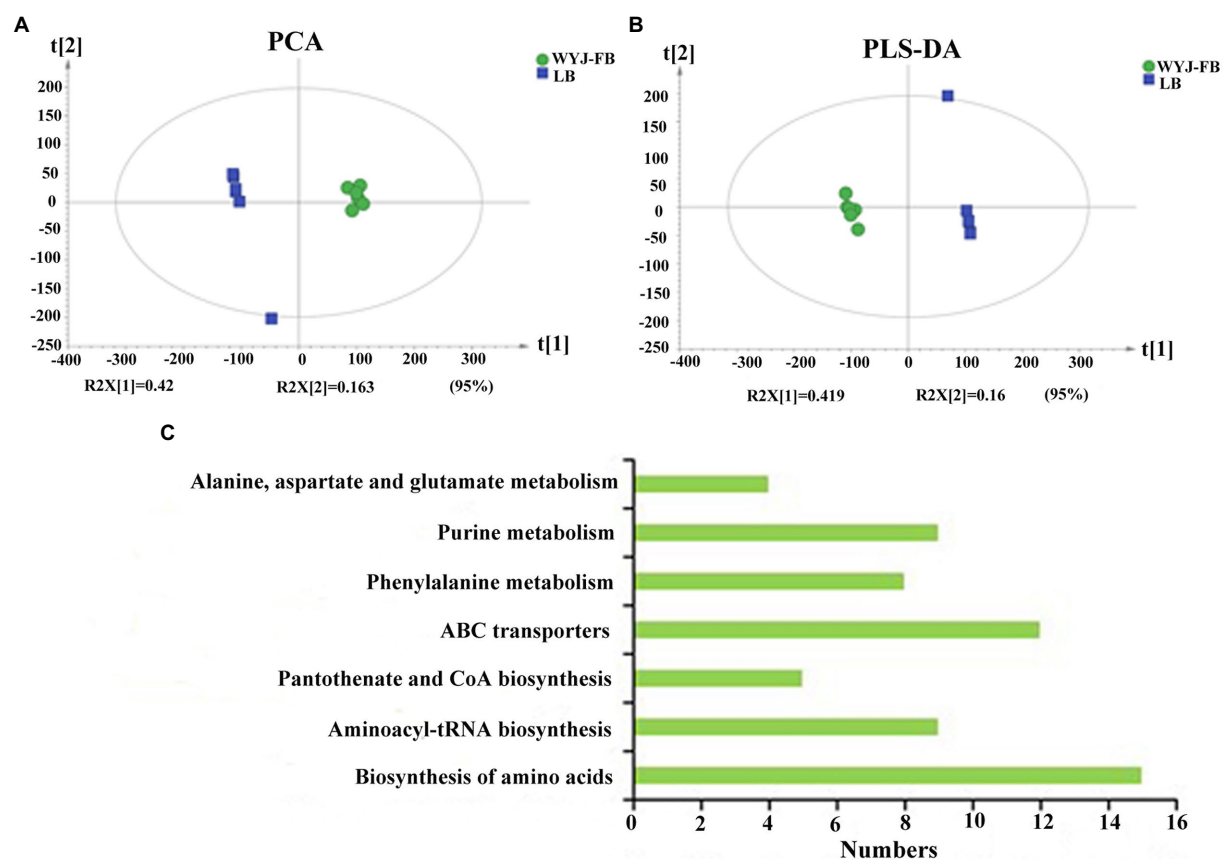 A
PCA
t[2]
WYJ-FB
LB
200
150
100
50
0
-50
-100
-150
-200
-250
-400
-300
-200
-100
0
100
200
300
t[1]
R2X[1]=0.42
R2X[2]=0.163
(95%)
B
PLS-DA
t[2]
WYJ-FB
LB
200
150
100
50
0
-50
-100
-150
-200
-250
-400
-300
-200
-100
0
100
200
300
t[1]
R2X[1]=0.419
R2X[2]=0.16
(95%)
C
Alanine, aspartate and glutamate metabolism
Purine metabolism
Phenylalanine metabolism
ABC transporters
Pantothenate and CoA biosynthesis
Aminoacyl-tRNA biosynthesis
Biosynthesis of amino acids
0
2
4
6
8
10
12
14
16
Numbers